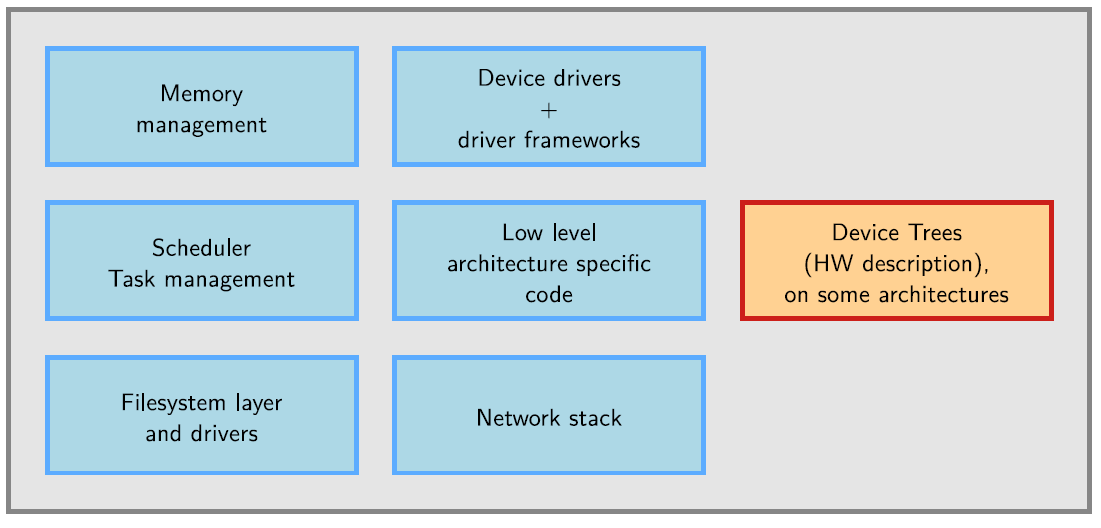 Memory
management
Device drivers
+
driver frameworks
Scheduler
Task management
Low level
architecture specific
code
Device Trees
(HW description),
on some architectures
Filesystem layer
and drivers
Network stack